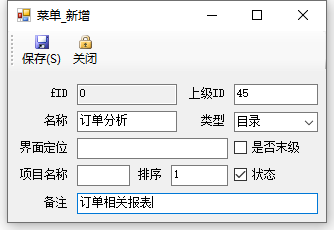 菜单_新增
保存(S) 关闭
fID 0 上级ID 45
名称 订单分析 类型 目录
界面定位 是否末级
项目名称 排序 1 状态
备注 订单相关报表